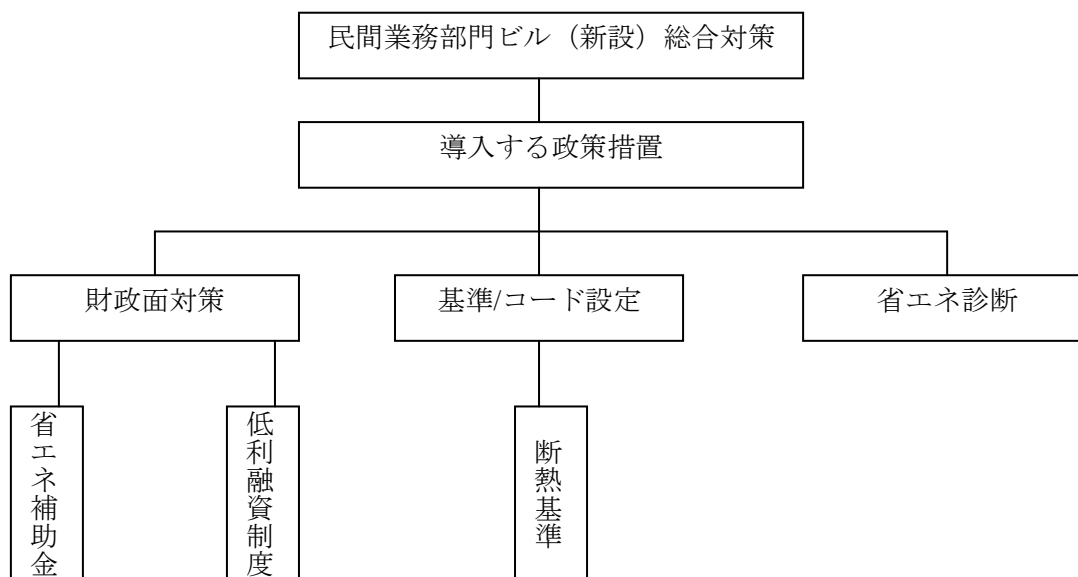 民間業務部門ビル（新設）総合対策
導入する政策措置
財政面対策
基準/コード設定
省エネ診断
省エネ補助金
低利融資制度
断熱基準